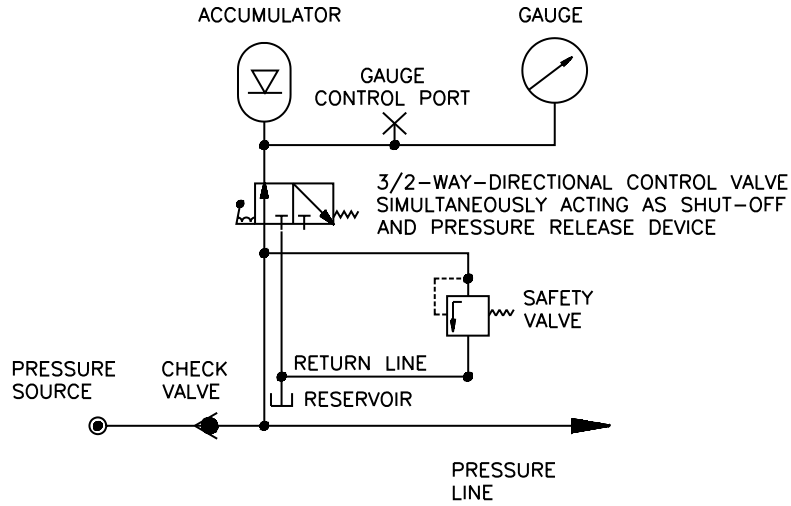 ACCUMULATOR
GAUGE
GAUGE
CONTROL PORT
3/2-WAY-DIRECTIONAL CONTROL VALVE
SIMULTANEOUSLY ACTING AS SHUT-OFF
AND PRESSURE RELEASE DEVICE
SAFETY
VALVE
RETURN LINE
PRESSURE
SOURCE
CHECK
VALVE
RESERVOIR
PRESSURE
LINE